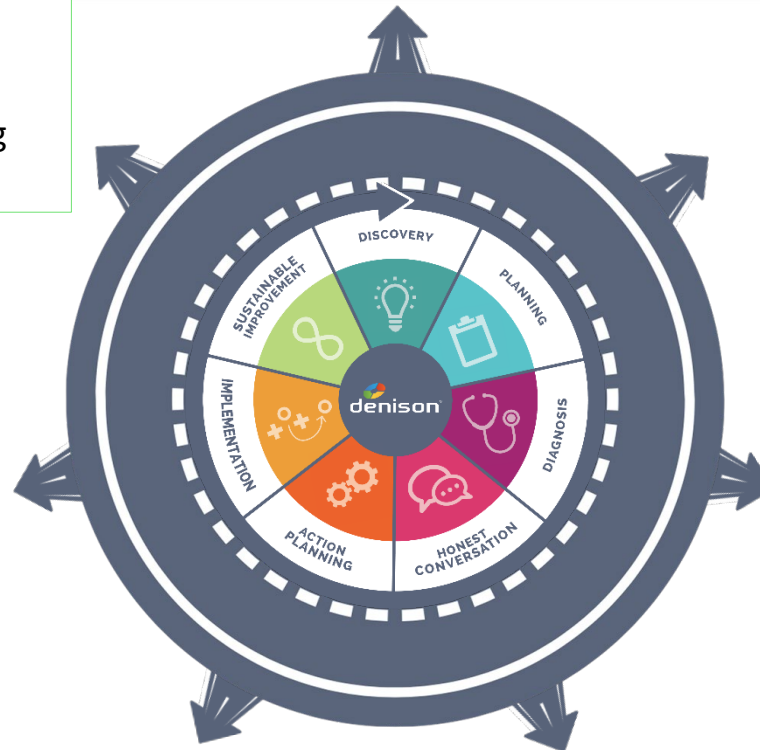 g
DISCOVERY
PLANNING
DIAGNOSIS
HONEST
CONVERSATION
ACTION
PLANNING
IMPLEMENTATION
SUSTAINABLE
IMPROVEMENT
denison